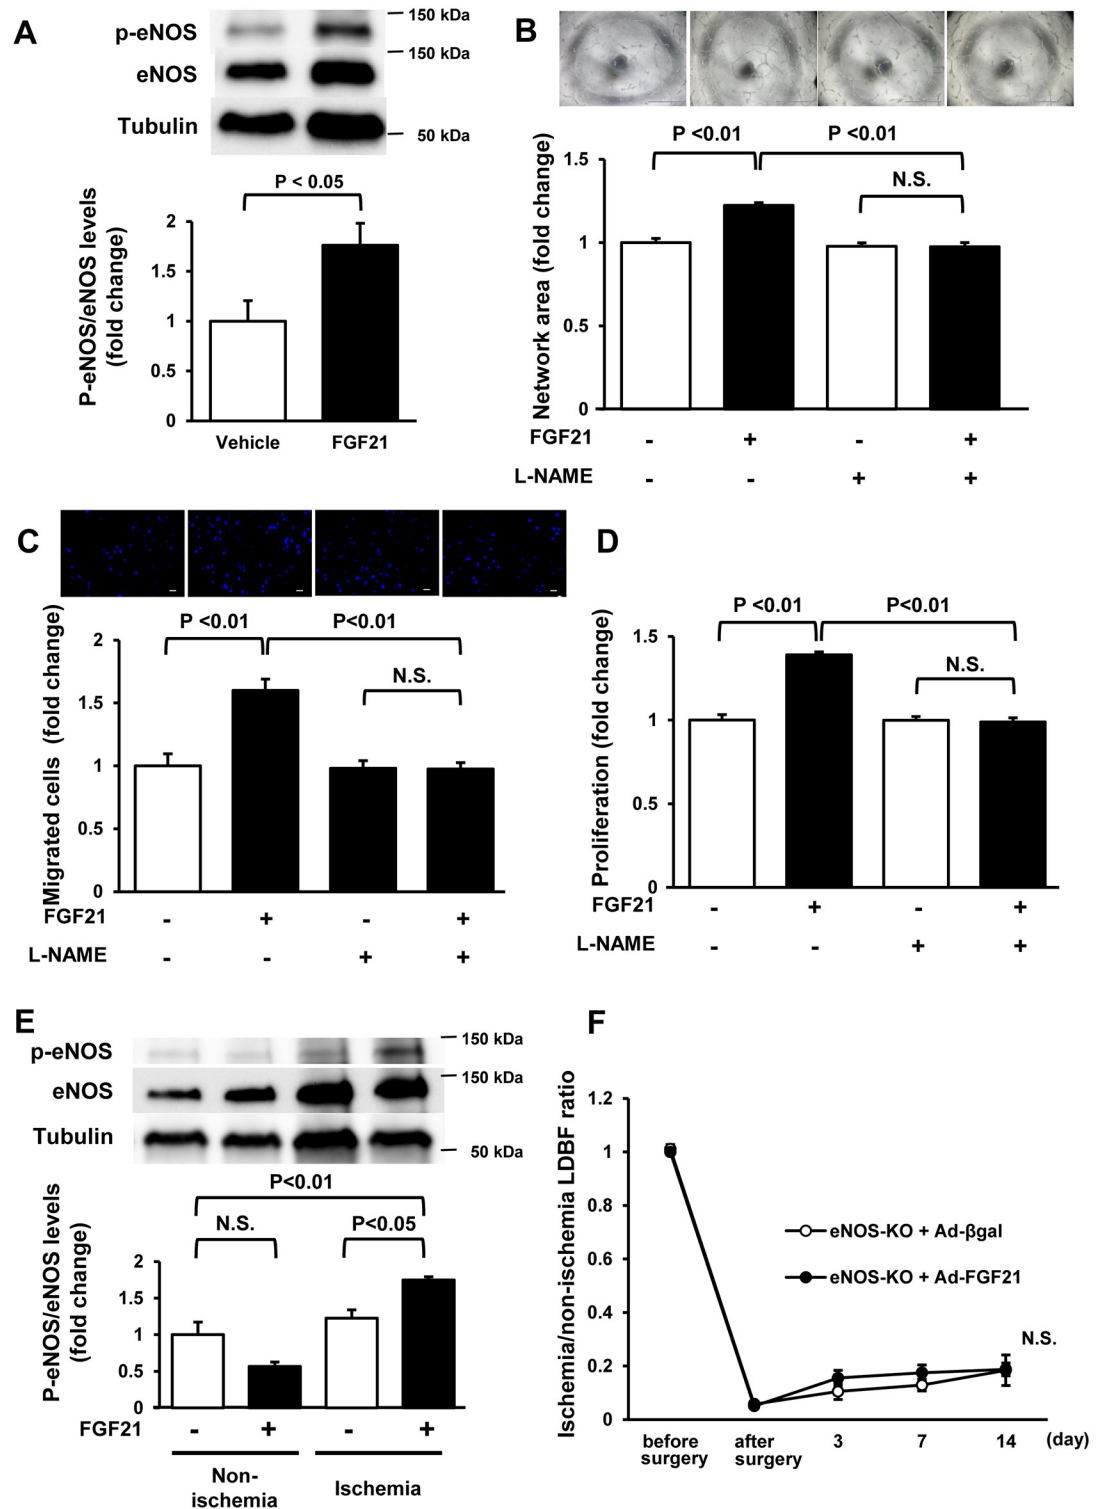 A
p-eNOS
eNOS
Tubulin
150 kDa
150 kDa
50 kDa
P < 0.05
P-eNOS/eNOS levels
(fold change)
2
1.5
1
0.5
0
Vehicle FGF21
B
P <0.01 P <0.01
N.S.
Network area (fold change)
1.5
1
0.5
0
FGF21 - + - +
L-NAME - - + +
C
P <0.01 P<0.01
N.S.
Migrated cells (fold change)
2
1.5
1
0.5
0
FGF21 - + - +
L-NAME - - + +
D
P <0.01 P<0.01
N.S.
Proliferation (fold change)
1.5
1
0.5
0
FGF21 - + - +
L-NAME - - + +
E
p-eNOS
eNOS
Tubulin
150 kDa
150 kDa
50 kDa
P<0.01
N.S. P<0.05
P-eNOS/eNOS levels
(fold change)
2
1.5
1
0.5
0
FGF21 - + - +
Non-
ischemia
Ischemia
F
Ischemia/non-ischemia LDBF ratio
1.2
1
0.8
0.6
0.4
0.2
0
eNOS-KO + Ad-βgal
eNOS-KO + Ad-FGF21
N.S.
before
surgery
after
surgery
3 7 14 (day)